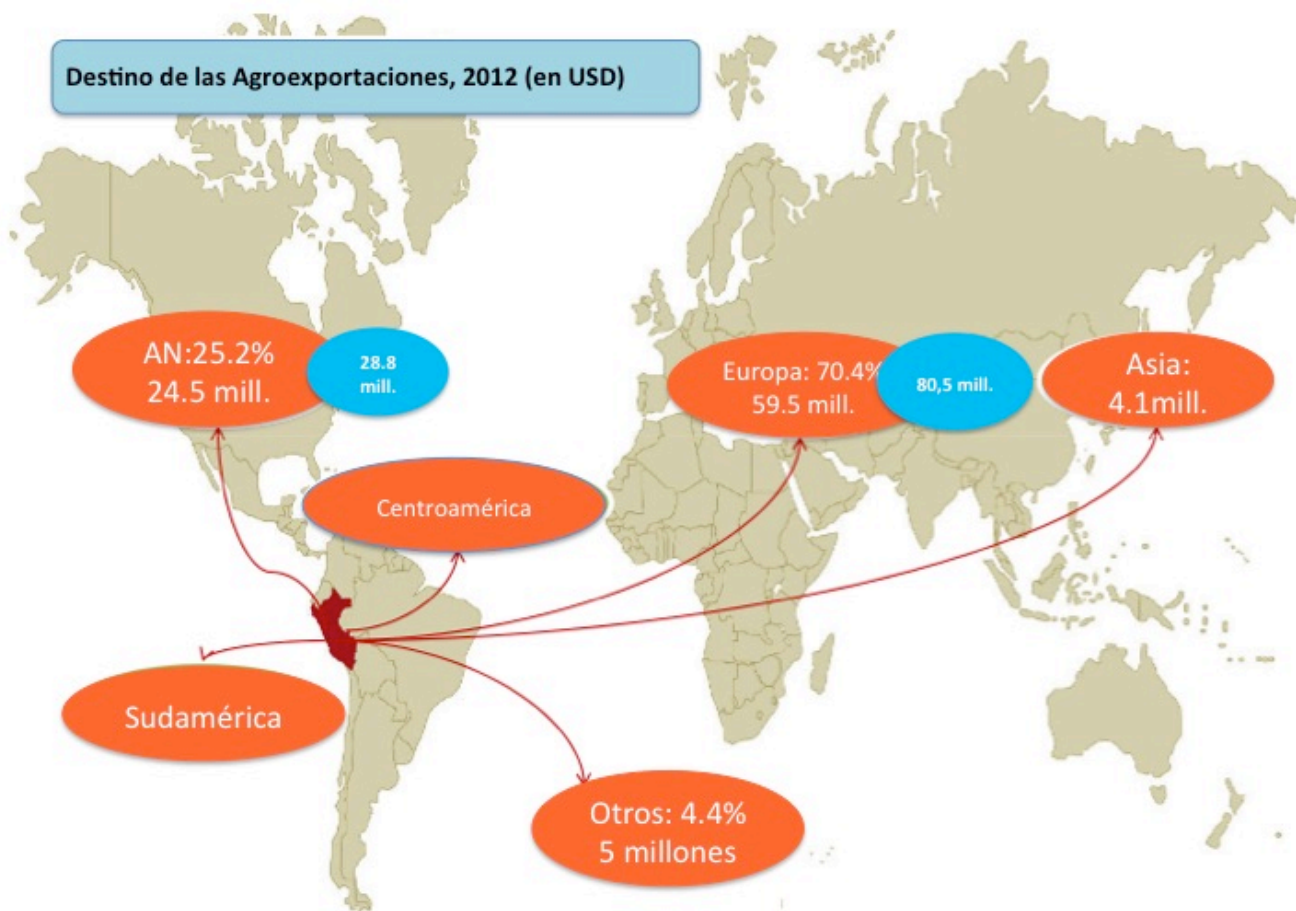 Destino de las Agroexportaciones, 2012 (en USD)
AN:25.2%
24.5 mill.
28.8
mill.
Europa: 70.4%
59.5 mill.
80,5 mill.
Asia:
4.1mill.
Centroamérica
Sudamérica
Otros: 4.4%
5 millones